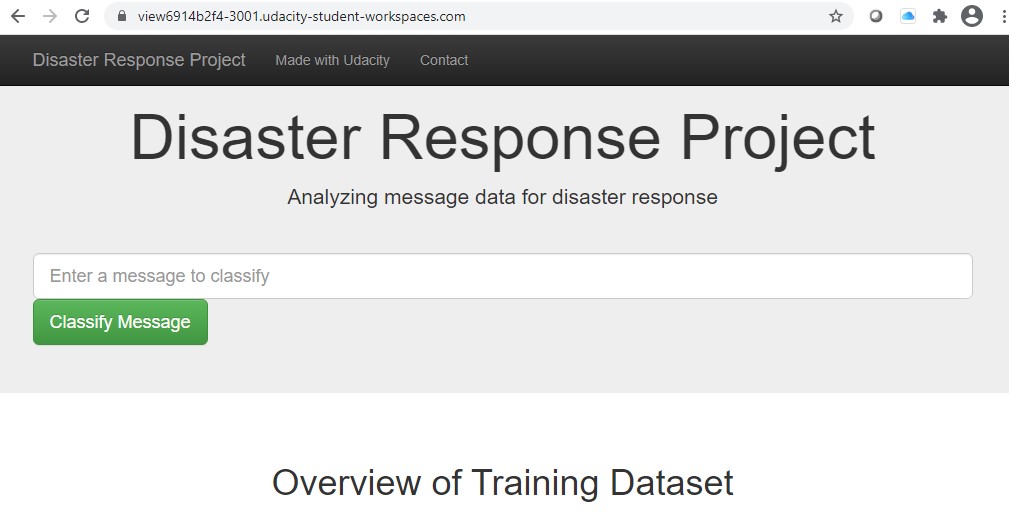 view6914b2f4-3001.udacity-student-workspaces.com
Disaster Response Project Made with Udacity Contact
Disaster Response Project
Analyzing message data for disaster response
Enter a message to classify
Classify Message
Overview of Training Dataset